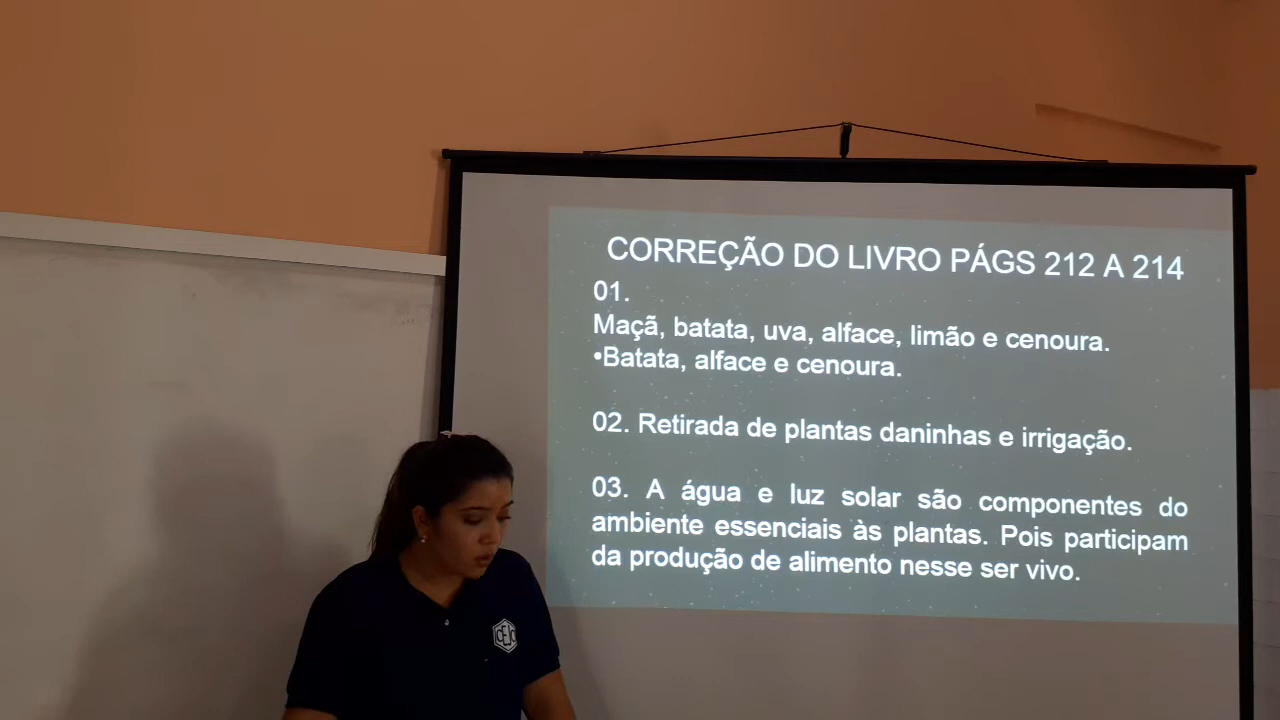 CORREÇÃO DO LIVRO PÁGS 212 A 214
01.
Maçã, batata, uva, alface, limão e cenoura.
•Batata, alface e cenoura.
02. Retirada de plantas daninhas e irrigação.
03. A água e luz solar são componentes do
ambiente essenciais às plantas. Pois participam
da produção de alimento nesse ser vivo.